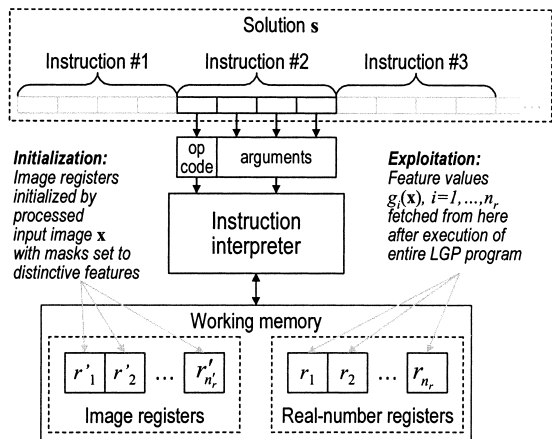 Solution s
Instruction #1 Instruction #2 Instruction #3
...
op code arguments
Initialization:
Image registers
initialized by
processed
input image x
with masks set to
distinctive features
Instruction
interpreter
Exploitation:
Feature values
gᵢ(x), i=1,...,nᵣ
fetched from here
after execution of
entire LGP program
Working memory
r'₁ r'₂ ... r'ₙ'ᵣ
Image registers
r₁ r₂ ... rₙᵣ
Real-number registers